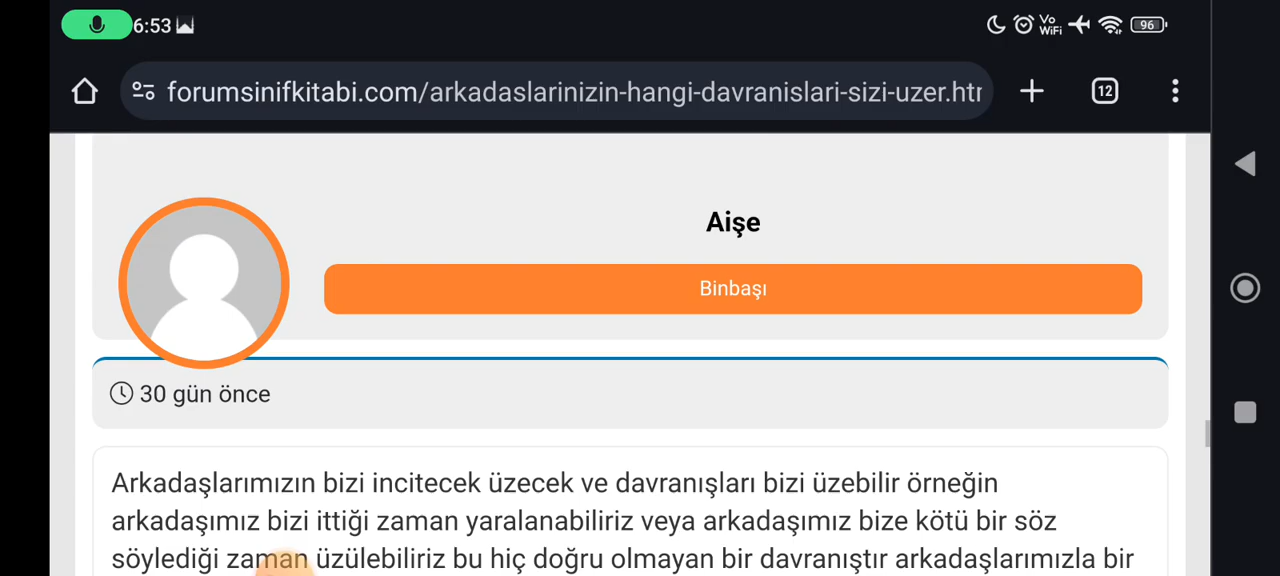 6:53
Vo
WiFi
96
forumsinifkitabi.com/arkadaslarinizin-hangi-davranislari-sizi-uzer.htr
12
Aişe
Binbaşı
30 gün önce
Arkadaşlarımızın bizi incitecek üzecek ve davranışları bizi üzebilir örneğin
arkadaşımız bizi ittiği zaman yaralanabiliriz veya arkadaşımız bize kötü bir söz
söylediği zaman üzülebiliriz bu hiç doğru olmayan bir davranıştır arkadaşlarımızla bir